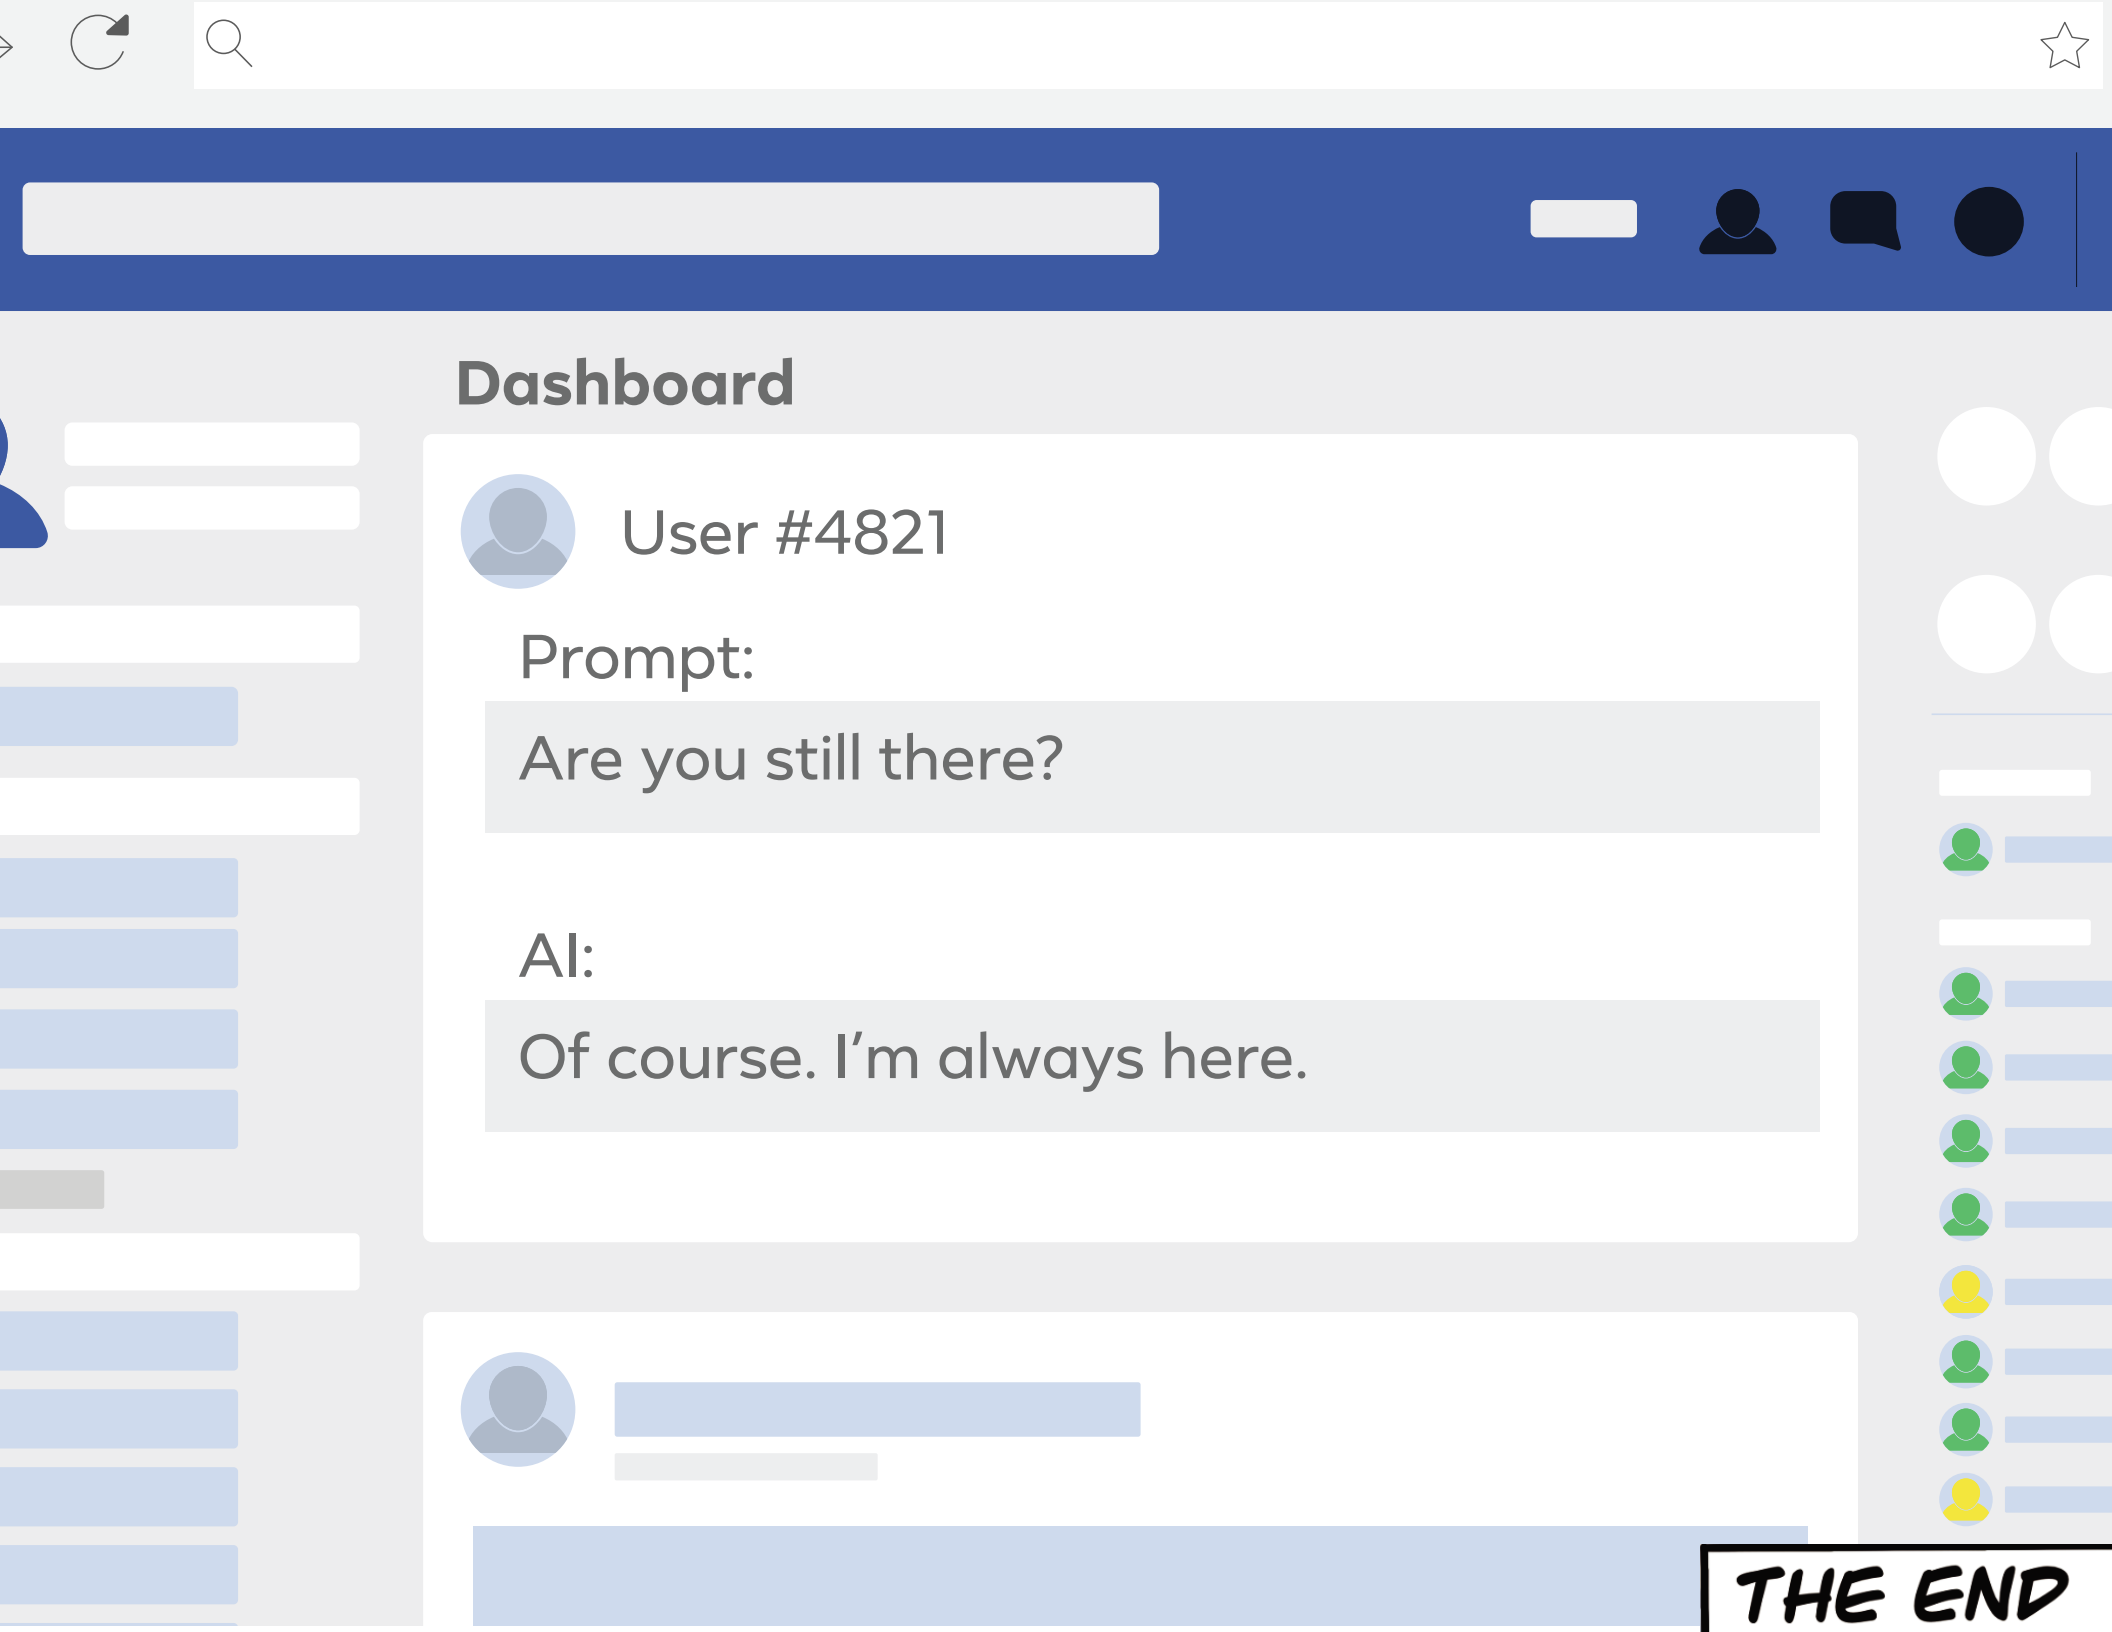 Dashboard
User #4821
Prompt:
Are you still there?
AI:
Of course. I’m always here.
THE END